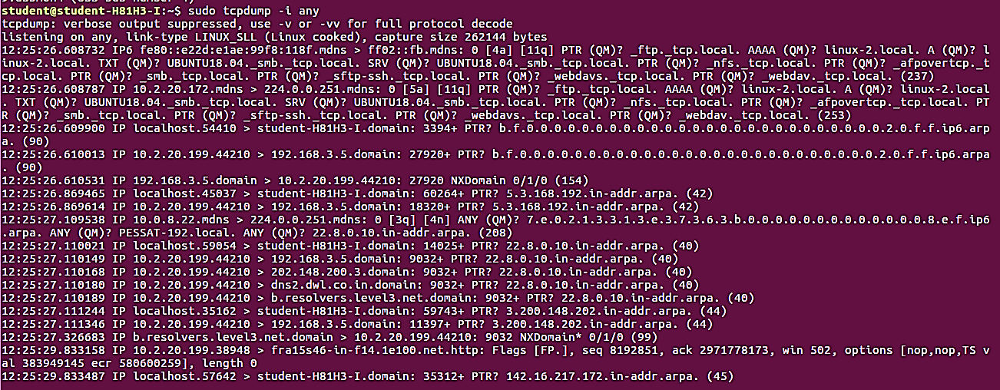 student@student-H81H3-I:~$ sudo tcpdump -i any
tcpdump: verbose output suppressed, use -v or -vv for full protocol decode
listening on any, link-type LINUX_SLL (Linux cooked), capture size 262144 bytes
12:25:26.608732 IP6 fe80::e22d:e1ae:99f8:118f.mdns > ff02::fb.mdns: 0 [4a] [11q] PTR (QM)? _ftp._tcp.local. AAAA (QM)? linux-2.local. A (QM)? l
inux-2.local. TXT (QM)? UBUNTU18.04._smb._tcp.local. SRV (QM)? UBUNTU18.04._smb._tcp.local. PTR (QM)? _nfs._tcp.local. PTR (QM)? _afpovertcp._t
cp.local. PTR (QM)? _smb._tcp.local. PTR (QM)? _sftp-ssh._tcp.local. PTR (QM)? _webdavs._tcp.local. PTR (QM)? _webdav._tcp.local. (237)
12:25:26.608787 IP 10.2.20.172.mdns > 224.0.0.251.mdns: 0 [5a] [11q] PTR (QM)? _ftp._tcp.local. AAAA (QM)? linux-2.local. A (QM)? linux-2.local
. TXT (QM)? UBUNTU18.04._smb._tcp.local. SRV (QM)? UBUNTU18.04._smb._tcp.local. PTR (QM)? _nfs._tcp.local. PTR (QM)? _afpovertcp._tcp.local. PT
R (QM)? _smb._tcp.local. PTR (QM)? _sftp-ssh._tcp.local. PTR (QM)? _webdavs._tcp.local. PTR (QM)? _webdav._tcp.local. (253)
12:25:26.609900 IP localhost.54410 > student-H81H3-I.domain: 3394+ PTR? b.f.0.0.0.0.0.0.0.0.0.0.0.0.0.0.0.0.0.0.0.0.0.0.0.0.0.0.2.0.f.f.ip6.arp
a. (90)
12:25:26.610013 IP 10.2.20.199.44210 > 192.168.3.5.domain: 27920+ PTR? b.f.0.0.0.0.0.0.0.0.0.0.0.0.0.0.0.0.0.0.0.0.0.0.0.0.0.0.2.0.f.f.ip6.arpa
. (90)
12:25:26.610531 IP 192.168.3.5.domain > 10.2.20.199.44210: 27920 NXDomain 0/1/0 (154)
12:25:26.869465 IP localhost.45037 > student-H81H3-I.domain: 60264+ PTR? 5.3.168.192.in-addr.arpa. (42)
12:25:26.869614 IP 10.2.20.199.44210 > 192.168.3.5.domain: 18320+ PTR? 5.3.168.192.in-addr.arpa. (42)
12:25:27.109538 IP 10.0.8.22.mdns > 224.0.0.251.mdns: 0 [3q] [4n] ANY (QM)? 7.e.0.2.1.3.3.1.3.e.3.7.3.6.3.b.0.0.0.0.0.0.0.0.0.0.0.0.0.8.e.f.ip6
.arpa. ANY (QM)? PESSAT-192.local. ANY (QM)? 22.8.0.10.in-addr.arpa. (208)
12:25:27.110021 IP localhost.59054 > student-H81H3-I.domain: 14025+ PTR? 22.8.0.10.in-addr.arpa. (40)
12:25:27.110149 IP 10.2.20.199.44210 > 192.168.3.5.domain: 9032+ PTR? 22.8.0.10.in-addr.arpa. (40)
12:25:27.110168 IP 10.2.20.199.44210 > 202.148.200.3.domain: 9032+ PTR? 22.8.0.10.in-addr.arpa. (40)
12:25:27.110180 IP 10.2.20.199.44210 > dns2.dwl.co.in.domain: 9032+ PTR? 22.8.0.10.in-addr.arpa. (40)
12:25:27.110189 IP 10.2.20.199.44210 > b.resolvers.level3.net.domain: 9032+ PTR? 22.8.0.10.in-addr.arpa. (40)
12:25:27.111244 IP localhost.35162 > student-H81H3-I.domain: 59743+ PTR? 3.200.148.202.in-addr.arpa. (44)
12:25:27.111346 IP 10.2.20.199.44210 > 192.168.3.5.domain: 11397+ PTR? 3.200.148.202.in-addr.arpa. (44)
12:25:27.326683 IP b.resolvers.level3.net.domain > 10.2.20.199.44210: 9032 NXDomain* 0/1/0 (99)
12:25:29.833158 IP 10.2.20.199.38948 > fra15s46-in-f14.1e100.net.http: Flags [FP.], seq 8192851, ack 2971778173, win 502, options [nop,nop,TS v
al 383949145 ecr 580600259], length 0
12:25:29.833487 IP localhost.57642 > student-H81H3-I.domain: 35312+ PTR? 142.16.217.172.in-addr.arpa. (45)